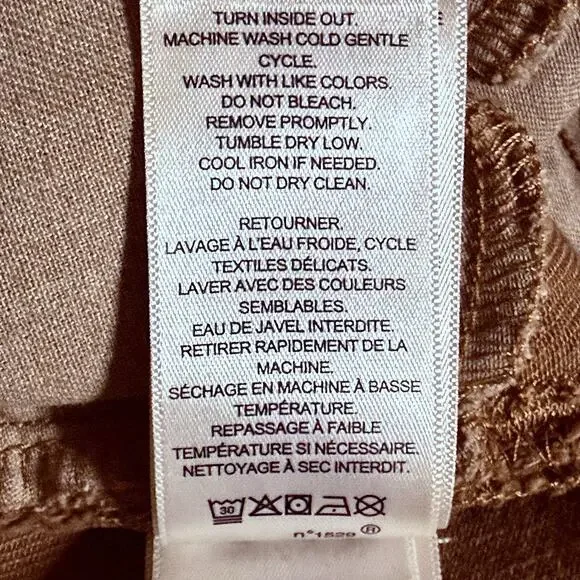 TURN INSIDE OUT.
MACHINE WASH COLD GENTLE
CYCLE.
WASH WITH LIKE COLORS.
DO NOT BLEACH.
REMOVE PROMPTLY.
TUMBLE DRY LOW.
COOL IRON IF NEEDED.
DO NOT DRY CLEAN.
RETOURNER.
LAVAGE À L'EAU FROIDE, CYCLE
TEXTILES DÉLICATS.
LAVER AVEC DES COULEURS
SEMBLABLES.
EAU DE JAVEL INTERDITE.
RETIRER RAPIDEMENT DE LA
MACHINE.
SÉCHAGE EN MACHINE À BASSE
TEMPÉRATURE.
REPASSAGE À FAIBLE
TEMPÉRATURE SI NÉCESSAIRE.
NETTOYAGE À SEC INTERDIT.
30
n°1529 ®